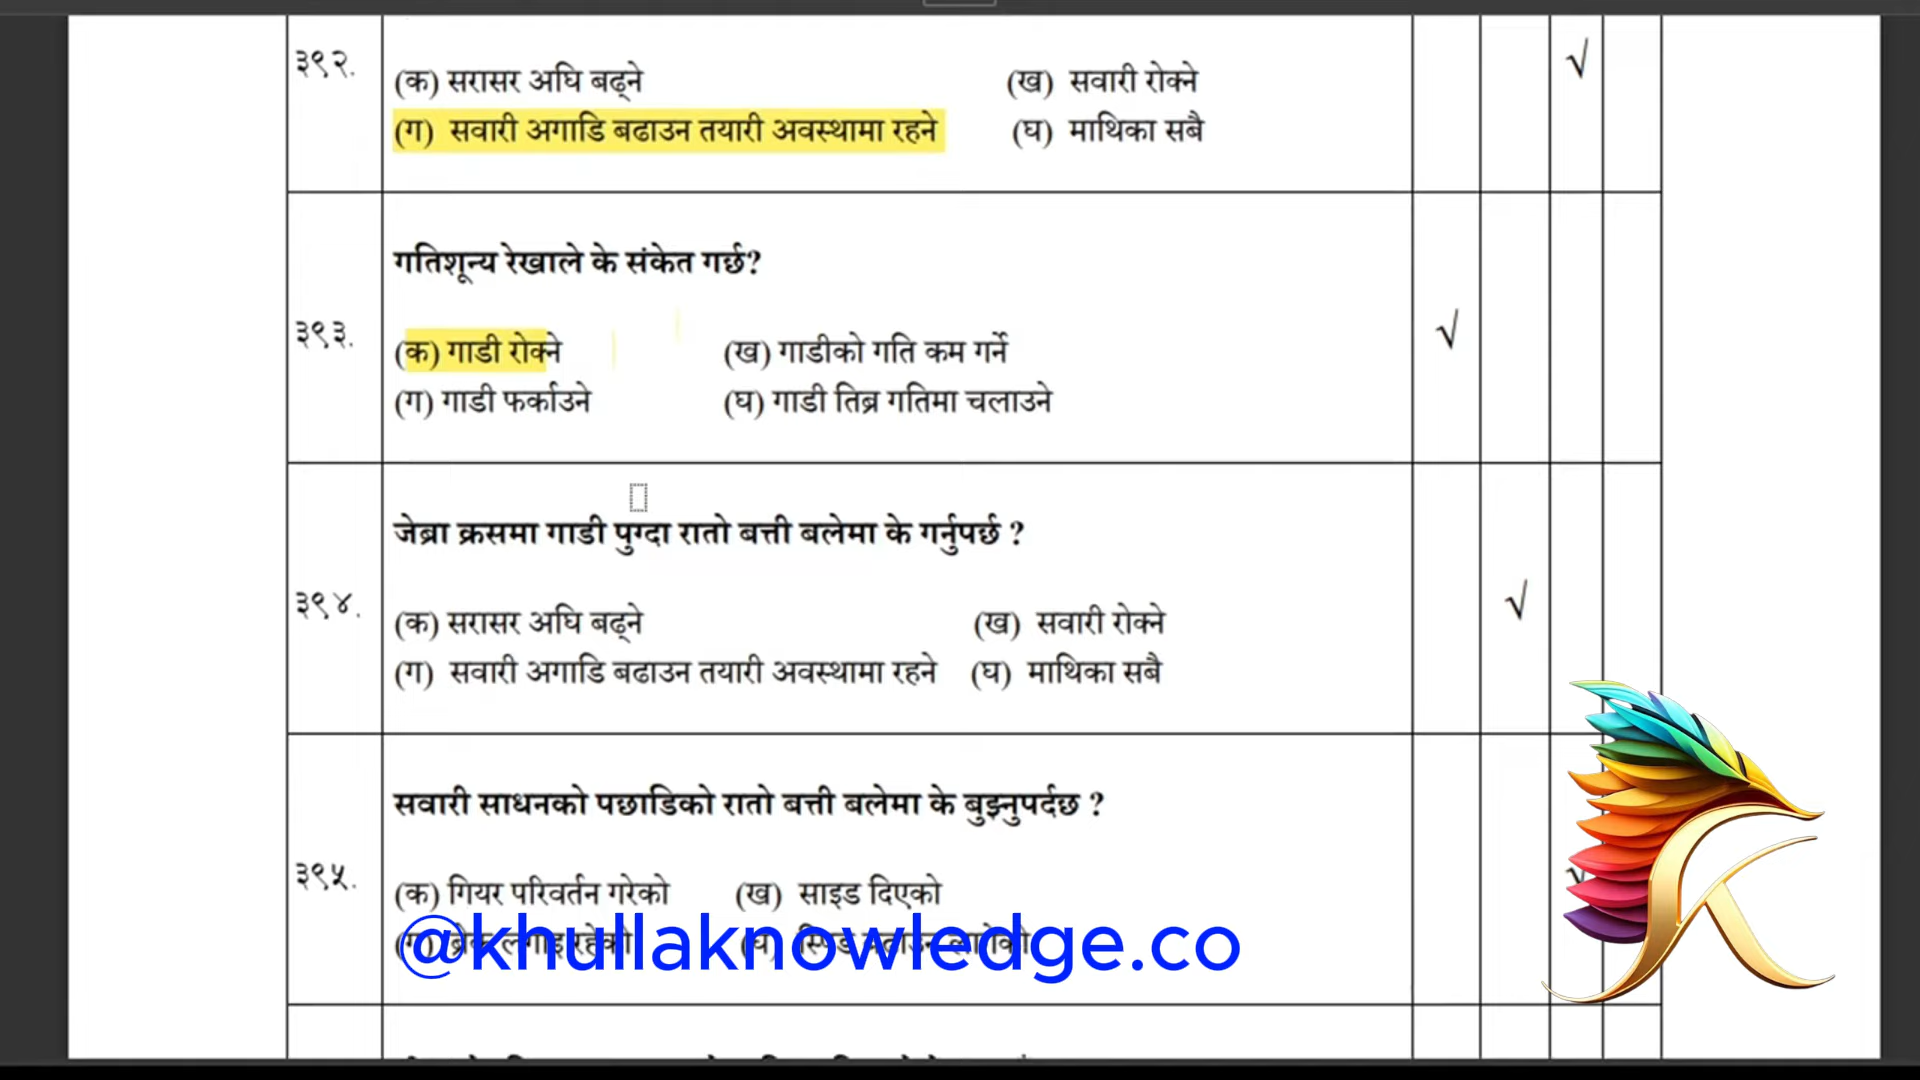 ३९२.
(क) सरासर अघि बढ्ने (ख) सवारी रोक्ने √
(ग) सवारी अगाडि बढाउन तयारी अवस्थामा रहने (घ) माथिका सबै
गतिशून्य रेखाले के संकेत गर्छ?
३९३. √
(क) गाडी रोक्ने (ख) गाडीको गति कम गर्ने
(ग) गाडी फर्काउने (घ) गाडी तिब्र गतिमा चलाउने
जेब्रा क्रसमा गाडी पुग्दा रातो बत्ती बलेमा के गर्नुपर्छ ?
३९४. √
(क) सरासर अघि बढ्ने (ख) सवारी रोक्ने
(ग) सवारी अगाडि बढाउन तयारी अवस्थामा रहने (घ) माथिका सबै
सवारी साधनको पछाडिको रातो बत्ती बलेमा के बुझ्नुपर्दछ ?
३९५.
(क) गियर परिवर्तन गरेको (ख) साइड दिएको
(ग) ब्रेक लगाइ रहेको (घ)
@khullaknowledge.co